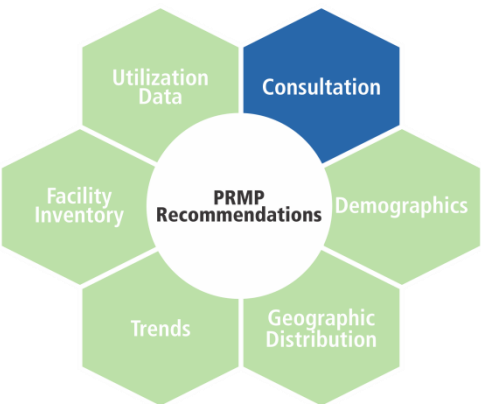 Utilization
Data
Consultation
Facility
Inventory
PRMP
Recommendations
Demographics
Trends
Geographic
Distribution